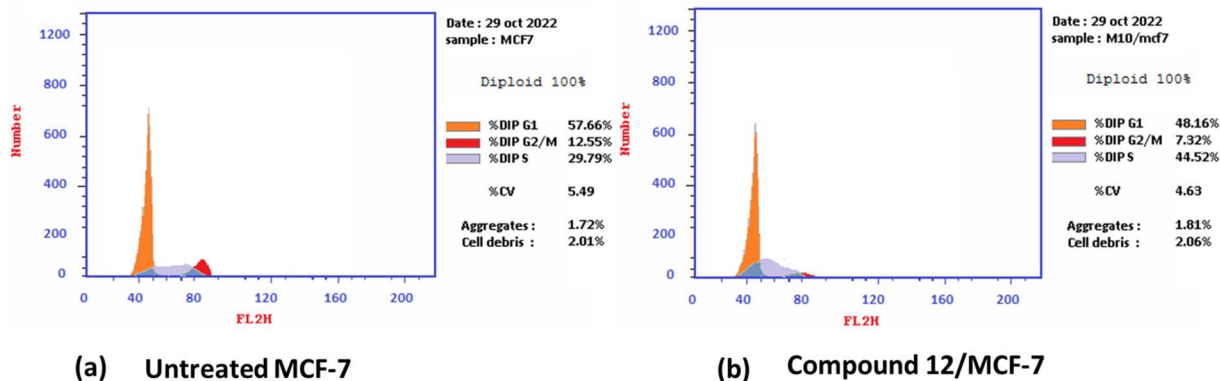 Date : 29 oct 2022
sample : MCF7
Diploid 100%
%DIP G1 57.66%
%DIP G2/M 12.55%
%DIP S 29.79%
%CV 5.49
Aggregates : 1.72%
Cell debris : 2.01%
Number
1200
800
600
400
200
0
0 40 80 120 160 200
FL2H
(a) Untreated MCF-7
Date : 29 oct 2022
sample : M10/mcf7
Diploid 100%
%DIP G1 48.16%
%DIP G2/M 7.32%
%DIP S 44.52%
%CV 4.63
Aggregates : 1.81%
Cell debris : 2.06%
Number
1200
800
600
400
200
0
0 40 80 120 160 200
FL2H
(b) Compound 12/MCF-7